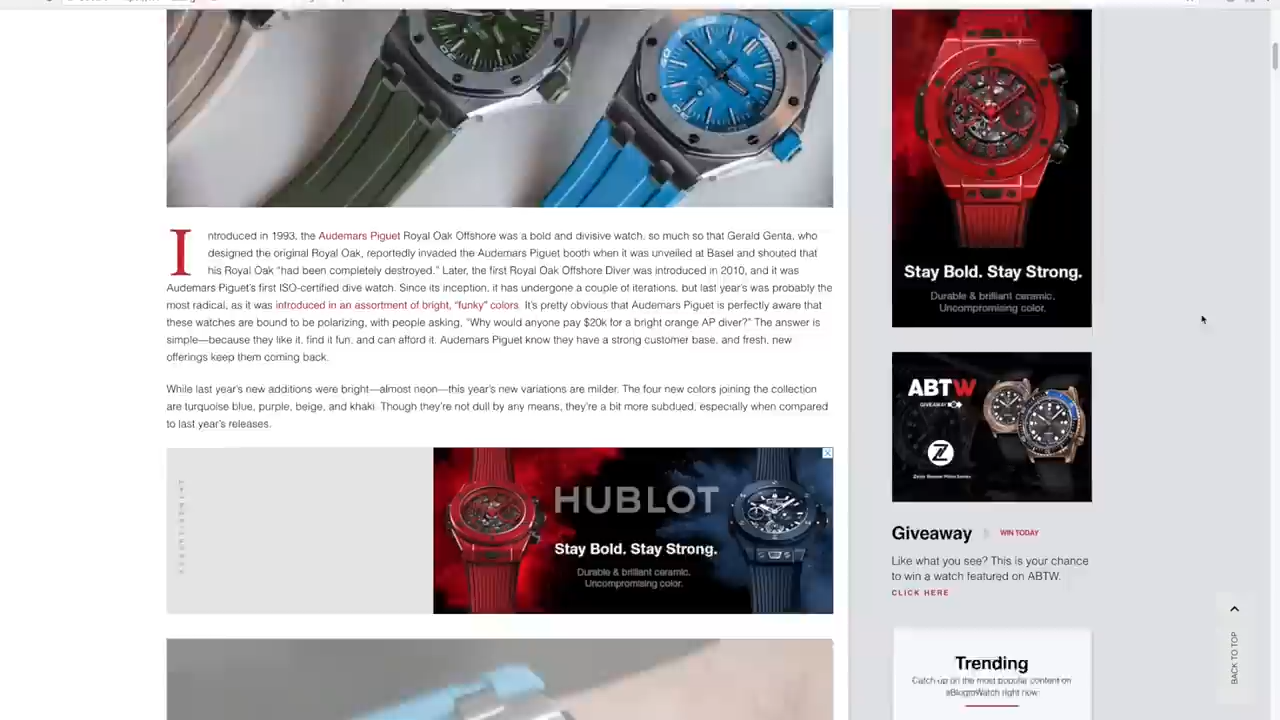 Introduced in 1993, the Audemars Piguet Royal Oak Offshore was a bold and divisive watch, so much so that Gerald Genta, who
designed the original Royal Oak, reportedly invaded the Audemars Piguet booth when it was unveiled at Basel and shouted that
his Royal Oak "had been completely destroyed." Later, the first Royal Oak Offshore Diver was introduced in 2010, and it was
Audemars Piguet's first ISO-certified dive watch. Since its inception, it has undergone a couple of iterations, but last year's was probably the
most radical, as it was introduced in an assortment of bright, "funky" colors. It's pretty obvious that Audemars Piguet is perfectly aware that
these watches are bound to be polarizing, with people asking, "Why would anyone pay $20k for a bright orange AP diver?" The answer is
simple—because they like it, find it fun, and can afford it. Audemars Piguet know they have a strong customer base, and fresh, new
offerings keep them coming back.
While last year's new additions were bright—almost neon—this year's new variations are milder. The four new colors joining the collection
are turquoise blue, purple, beige, and khaki. Though they're not dull by any means, they're a bit more subdued, especially when compared
to last year's releases.
HUBLOT
Stay Bold. Stay Strong.
Durable & brilliant ceramic.
Uncompromising color.
Stay Bold. Stay Strong.
Durable & brilliant ceramic.
Uncompromising color.
ABTW
GIVEAWAY
Z
Giveaway
WIN TODAY
Like what you see? This is your chance
to win a watch featured on ABTW.
CLICK HERE
Trending
Catch up on the most popular content on
aBlogtoWatch right now
BACK TO TOP